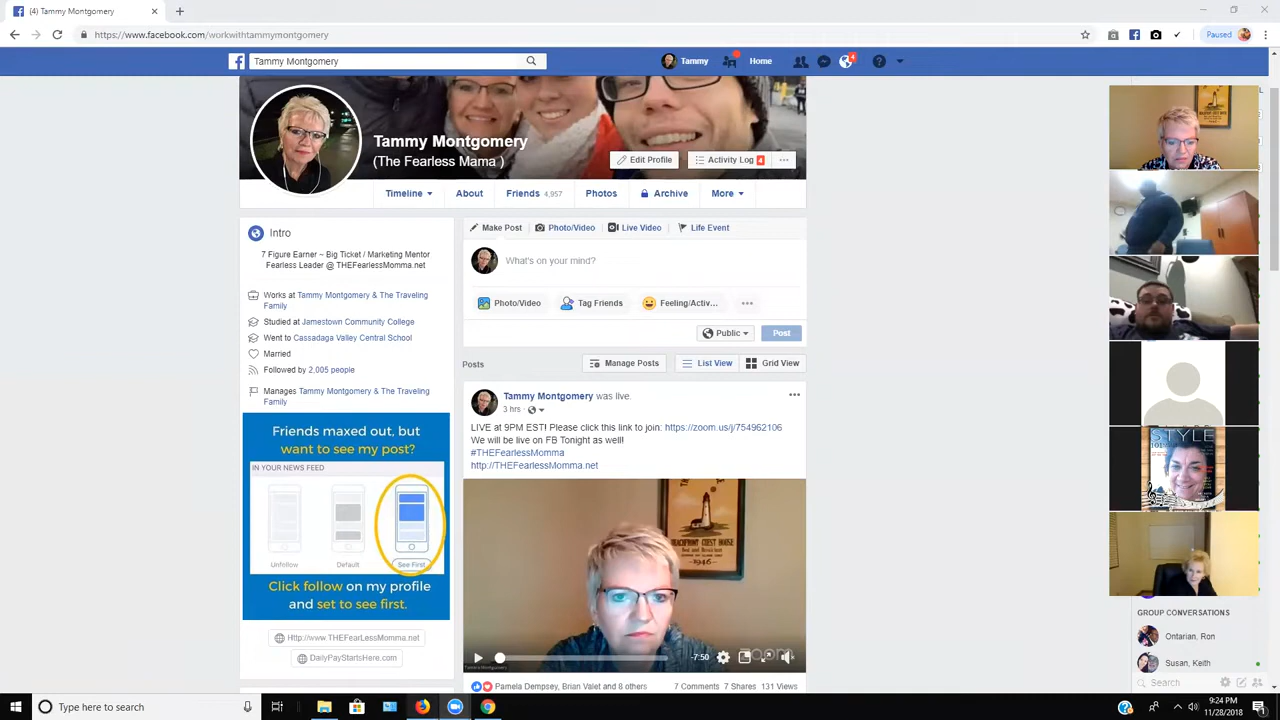 (4) Tammy Montgomery
https://www.facebook.com/workwithtammymontgomery
Paused
Tammy Montgomery
Tammy
Home
4
Tammy Montgomery
(The Fearless Mama )
Edit Profile
Activity Log 4
Timeline
About
Friends 4,957
Photos
Archive
More
Intro
7 Figure Earner ~ Big Ticket / Marketing Mentor
Fearless Leader @ THEFearlessMomma.net
Works at Tammy Montgomery & The Traveling
Family
Studied at Jamestown Community College
Went to Cassadaga Valley Central School
Married
Followed by 2,005 people
Manages Tammy Montgomery & The Traveling
Family
Friends maxed out, but
want to see my post?
IN YOUR NEWS FEED
Unfollow
Default
See First
Click follow on my profile
and set to see first.
Http://www.THEFearLessMomma.net
DailyPayStartsHere.com
Make Post
Photo/Video
Live Video
Life Event
What's on your mind?
Photo/Video
Tag Friends
Feeling/Activ...
Public
Post
Posts
Manage Posts
List View
Grid View
Tammy Montgomery was live.
3 hrs
LIVE at 9PM EST! Please click this link to join: https://zoom.us/j/754962106
We will be live on FB Tonight as well!
#THEFearlessMomma
http://THEFearlessMomma.net
-7:50
zoom
Pamela Dempsey, Brian Valet and 6 others
7 Comments
7 Shares
131 Views
STYLE
GROUP CONVERSATIONS
Ontarian, Ron
Susan, Keith
Search
Type here to search
9:24 PM
11/28/2018